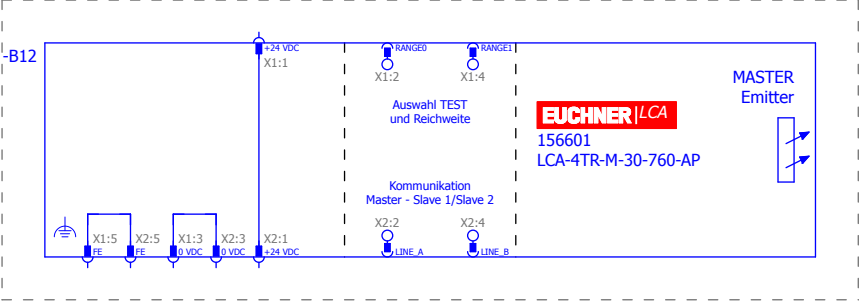 -B12
+24 VDC
X1:1
RANGE0
X1:2
RANGE1
X1:4
Auswahl TEST
und Reichweite
EUCHNER LCA
156601
LCA-4TR-M-30-760-AP
MASTER
Emitter
Kommunikation
Master - Slave 1/Slave 2
X1:5
FE
X2:5
FE
X1:3
0 VDC
X2:3
0 VDC
X2:1
+24 VDC
X2:2
LINE_A
X2:4
LINE_B